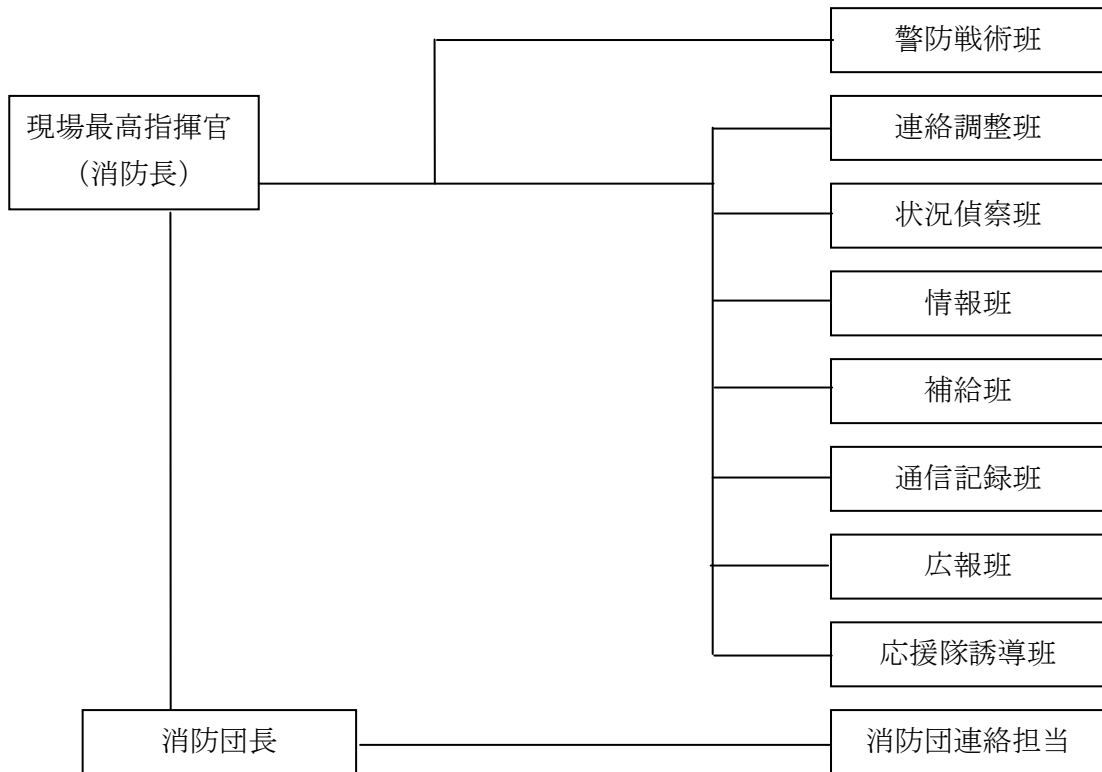 警防戦術班
現場最高指揮官
（消防長）
連絡調整班
状況偵察班
情報班
補給班
通信記録班
広報班
応援隊誘導班
消防団長
消防団連絡担当